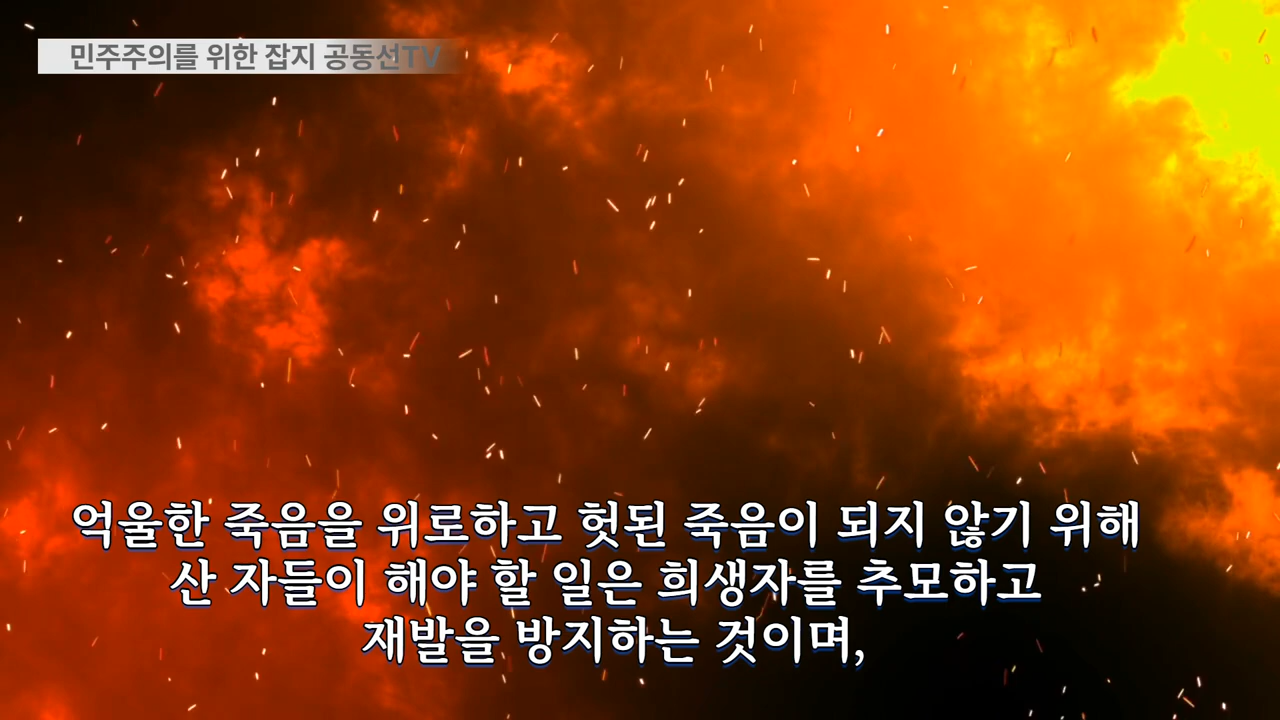 민주주의를 위한 잡지 공동선TV
억울한 죽음을 위로하고 헛된 죽음이 되지 않기 위해
산 자들이 해야 할 일은 희생자를 추모하고
재발을 방지하는 것이며,